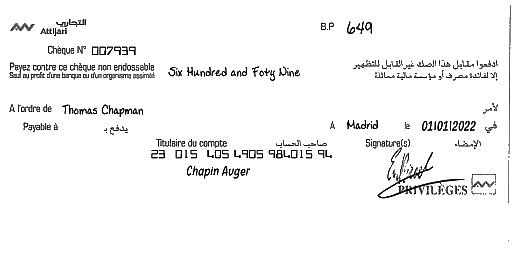 التجاري
Attijari
B.P 649
Chèque N° 007939
Payez contre ce chèque non endossable
Sauf au profit d'une banque ou d'un organisme assimilé
Six Hundred and Foty Nine
ادفعوا مقابل هذا الصك غير القابل للتظهير
إلا لفائدة مصرف أو مؤسسة مالية مماثلة
A l'ordre de Thomas Chapman
لأمر
Payable à يدفع بـ
A Madrid le 01/01/2022 في
Titulaire du compte صاحب الحساب
Signature(s) الإمضاء
23 015 405 4905 984015 94
Chapin Auger
PRIVILÈGES